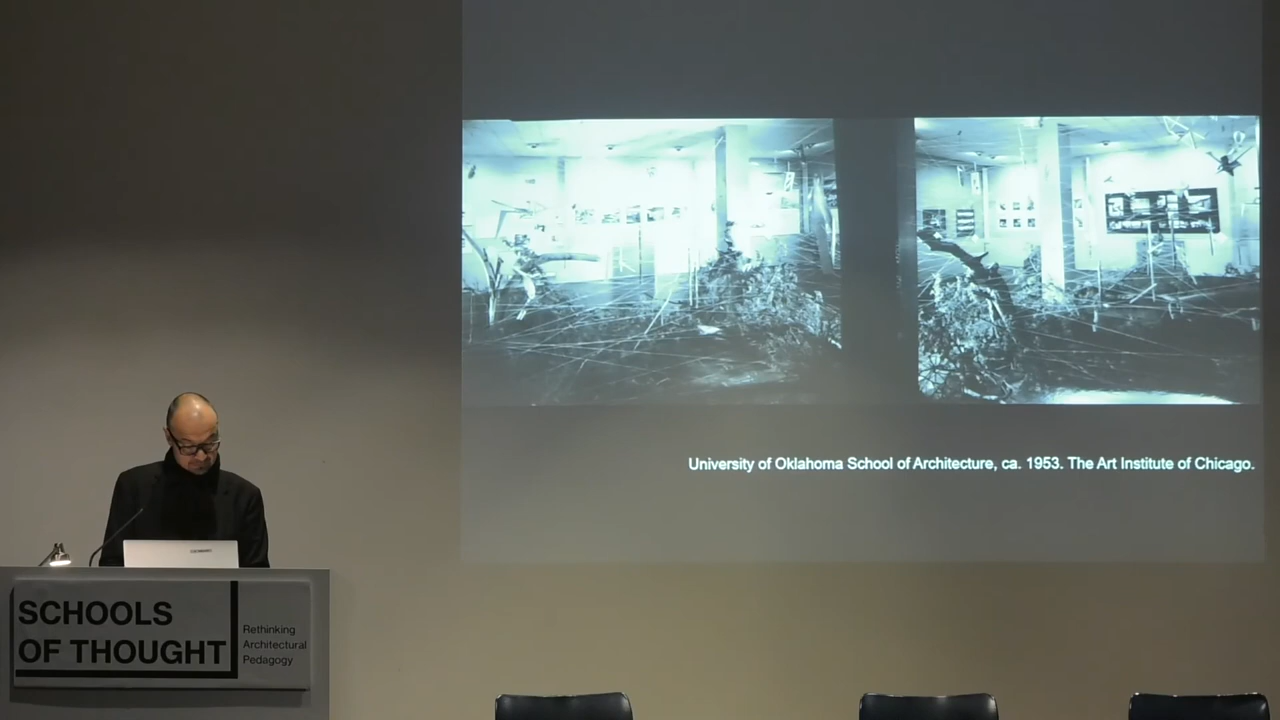 University of Oklahoma School of Architecture, ca. 1953. The Art Institute of Chicago.
SCHOOLS
OF THOUGHT
Rethinking
Architectural
Pedagogy